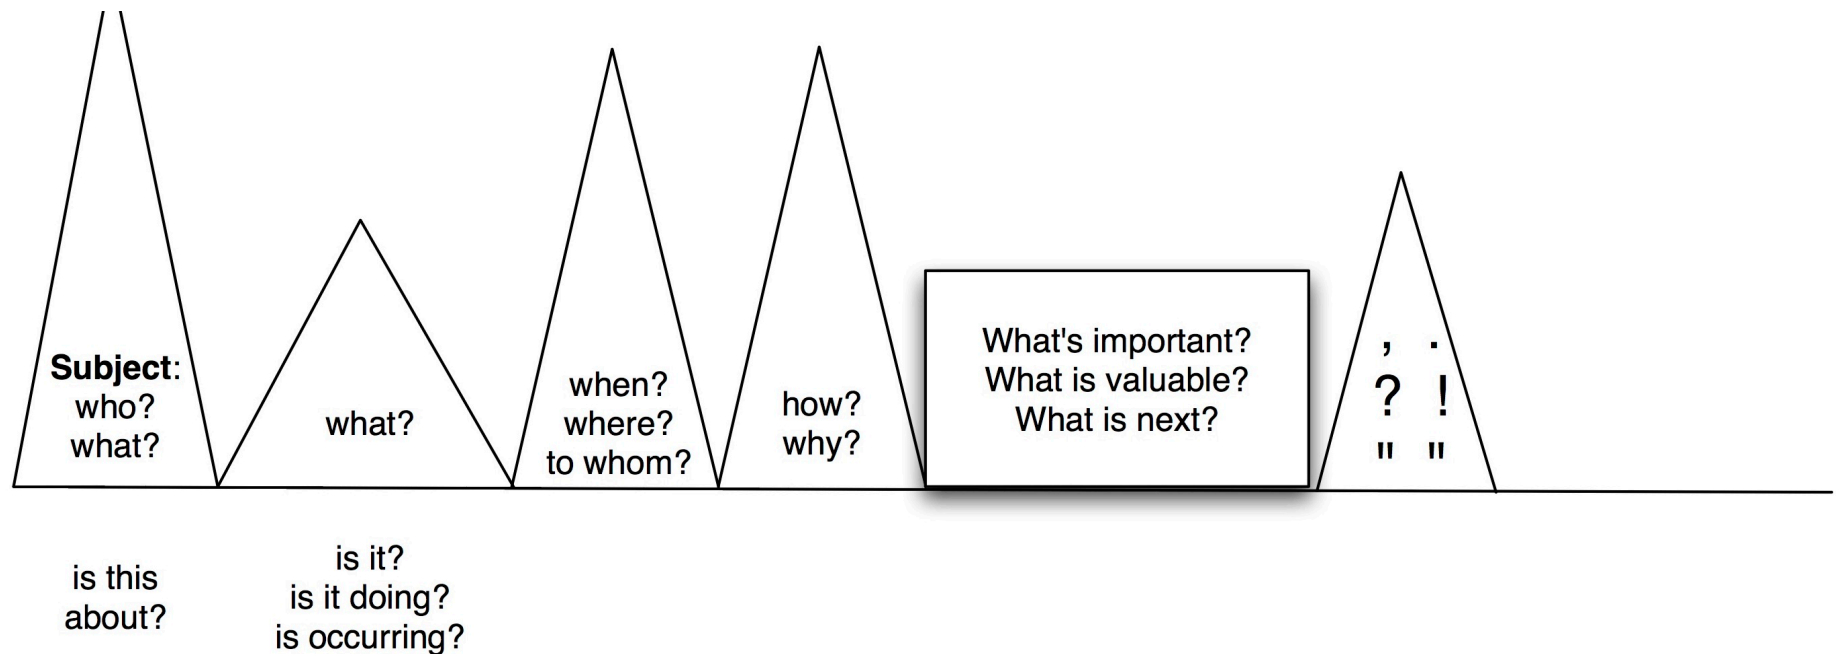 Subject:
who?
what?
is this
about?
what?
is it?
is it doing?
is occurring?
when?
where?
to whom?
how?
why?
What's important?
What is valuable?
What is next?
, .
? !
" "